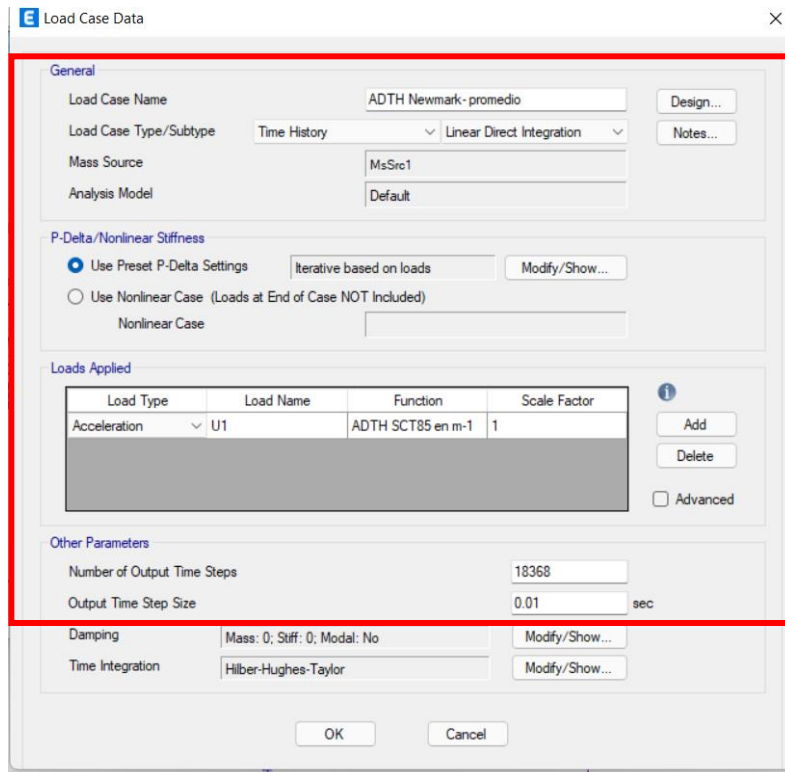 E Load Case Data
General
Load Case Name ADTH Newmark- promedio Design...
Load Case Type/Subtype Time History Linear Direct Integration Notes...
Mass Source MsSrc1
Analysis Model Default
P-Delta/Nonlinear Stiffness
Use Preset P-Delta Settings Iterative based on loads Modify/Show...
Use Nonlinear Case (Loads at End of Case NOT Included)
Nonlinear Case
Loads Applied
Load Type Load Name Function Scale Factor
Acceleration U1 ADTH SCT85 en m-1 1
Add
Delete
Advanced
Other Parameters
Number of Output Time Steps 18368
Output Time Step Size 0.01 sec
Damping Mass: 0; Stiff: 0; Modal: No Modify/Show...
Time Integration Hilber-Hughes-Taylor Modify/Show...
OK Cancel